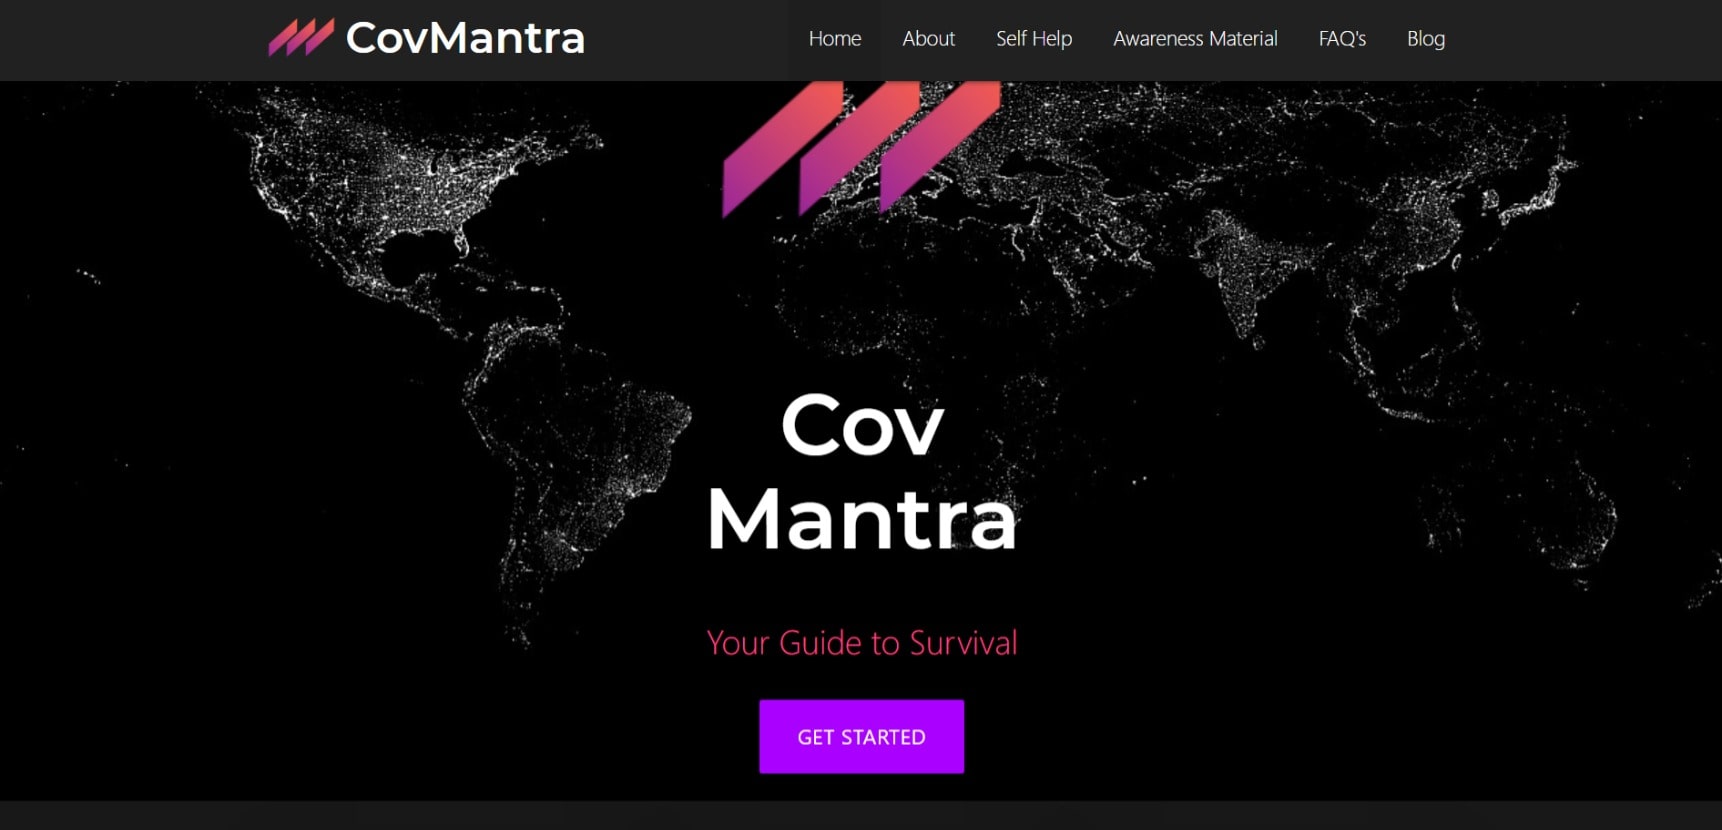 CovMantra
Home About Self Help Awareness Material FAQ's Blog
Cov
Mantra
Your Guide to Survival
GET STARTED